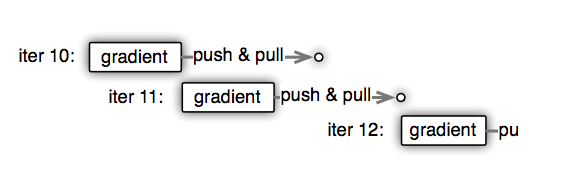 iter 10: gradient push & pull
iter 11: gradient push & pull
iter 12: gradient pu